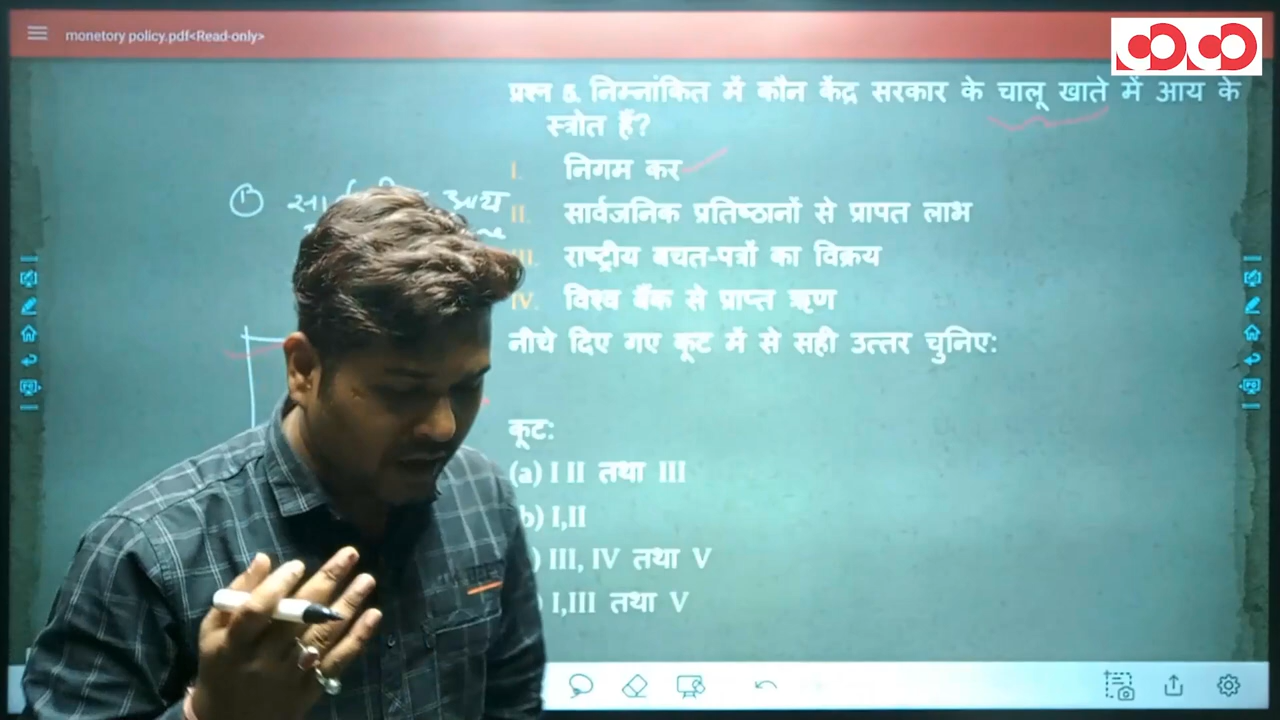 monetory policy.pdf<Read-only>
प्रश्न 5. निम्नांकित में कौन केंद्र सरकार के चालू खाते में आय के
स्त्रोत हैं?
I. निगम कर
II. सार्वजनिक प्रतिष्ठानों से प्रापत लाभ
III. राष्ट्रीय बचत-पत्रों का विक्रय
IV. विश्व बैंक से प्राप्त ऋण
नीचे दिए गए कूट में से सही उत्तर चुनिए:
कूट:
(a) I II तथा III
b) I,II
) III, IV तथा V
) I,III तथा V